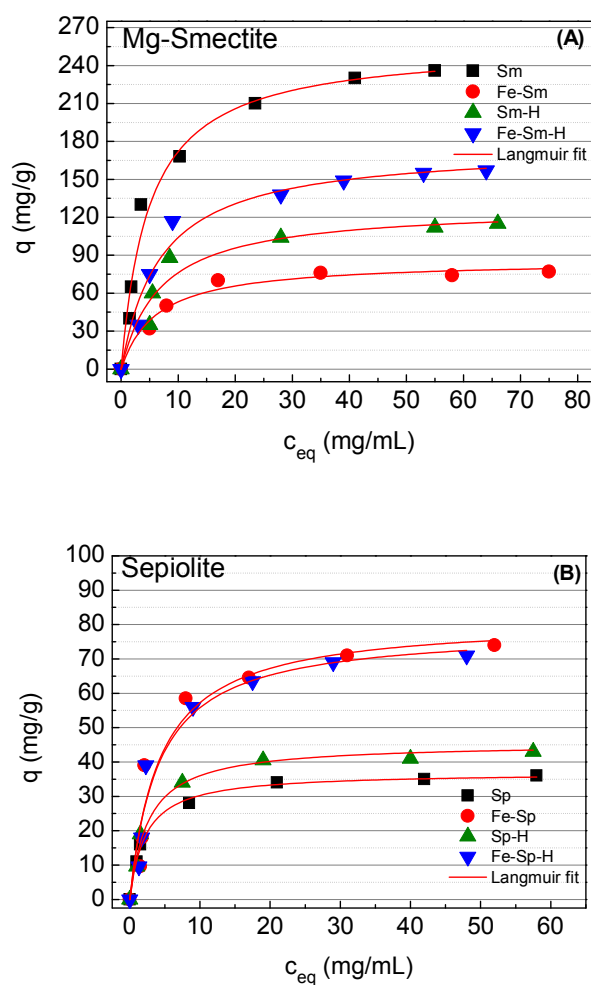 Mg-Smectite
(A)
270
240
210
180
150
120
90
60
30
0
q (mg/g)
Sm
Fe-Sm
Sm-H
Fe-Sm-H
Langmuir fit
0 10 20 30 40 50 60 70 80
c_eq (mg/mL)
Sepiolite
(B)
100
90
80
70
60
50
40
30
20
10
0
q (mg/g)
Sp
Fe-Sp
Sp-H
Fe-Sp-H
Langmuir fit
0 10 20 30 40 50 60
c_eq (mg/mL)